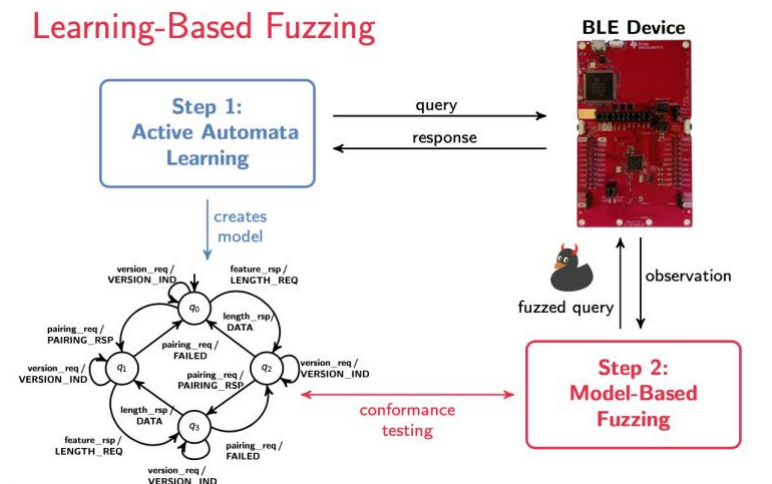 Learning-Based Fuzzing
BLE Device
Step 1:
Active Automata
Learning
query
response
creates
model
version_req /
VERSION_IND
feature_rsp /
LENGTH_REQ
q0
length_rsp/
DATA
pairing_req /
PAIRING_RSP
pairing_req /
FAILED
version_req /
VERSION_IND
q1
pairing_req /
PAIRING_RSP
q2
version_req /
VERSION_IND
length_rsp /
DATA
q3
feature_rsp /
LENGTH_REQ
pairing_req /
FAILED
version_req /
VERSION_IND
conformance
testing
fuzzed query
observation
Step 2:
Model-Based
Fuzzing